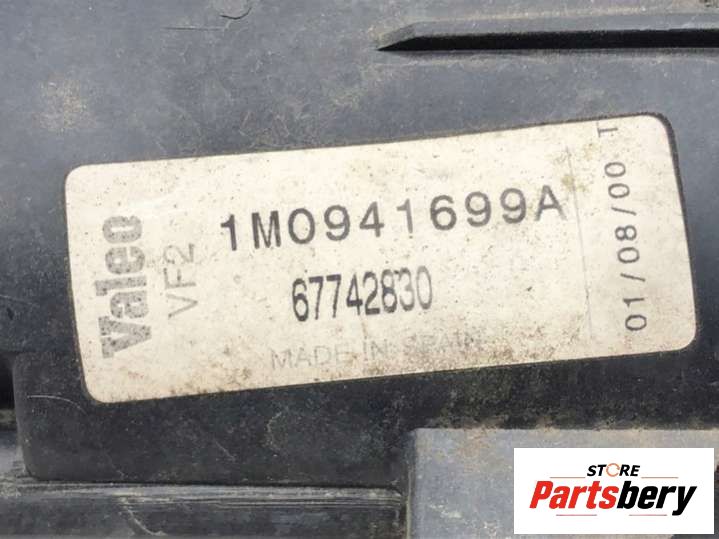 Valeo
VF2
1M0941699A
67742830
MADE IN SPAIN
01/08/00 T
STORE
Partsbery